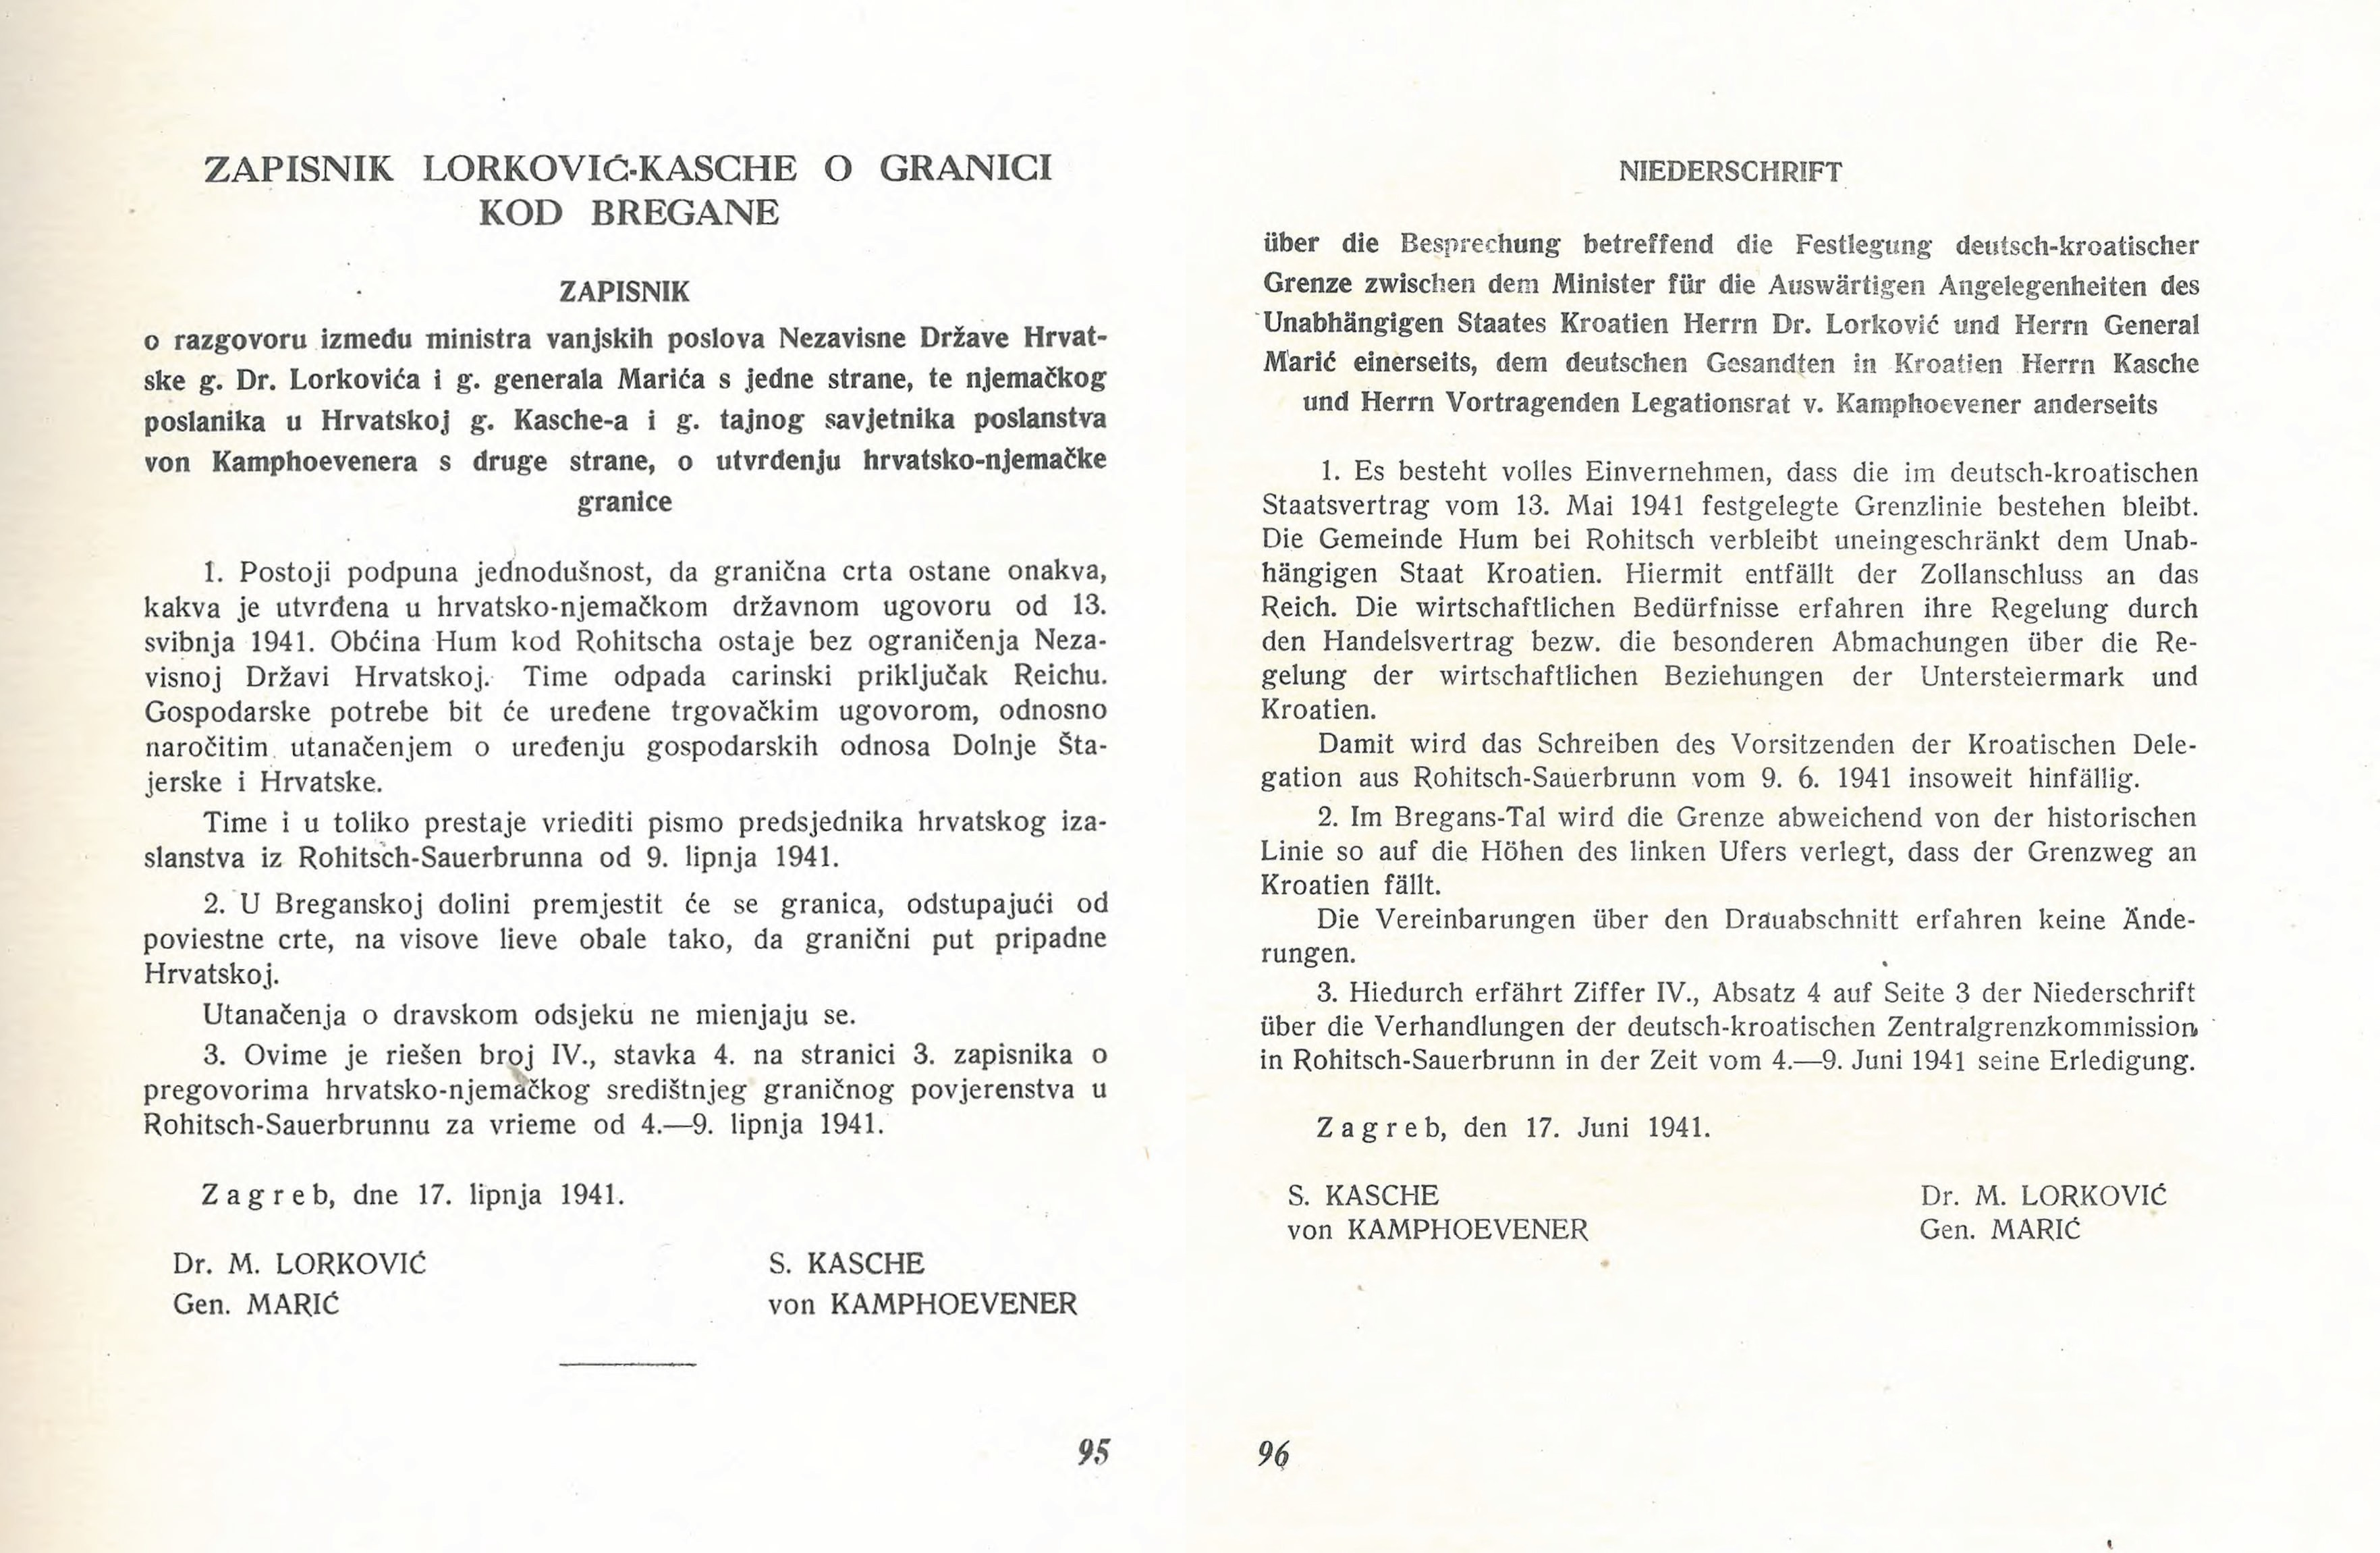 ZAPISNIK LORKOVIĆ-KASCHE O GRANICI
KOD BREGANE
ZAPISNIK
o razgovoru između ministra vanjskih poslova Nezavisne Države Hrvat-
ske g. Dr. Lorkovića i g. generala Marića s jedne strane, te njemačkog
poslanika u Hrvatskoj g. Kasche-a i g. tajnog savjetnika poslanstva
von Kamphoevenera s druge strane, o utvrđenju hrvatsko-njemačke
granice
1. Postoji podpuna jednodušnost, da granična crta ostane onakva,
kakva je utvrđena u hrvatsko-njemačkom državnom ugovoru od 13.
svibnja 1941. Obćina Hum kod Rohitscha ostaje bez ograničenja Neza-
visnoj Državi Hrvatskoj. Time odpada carinski priključak Reichu.
Gospodarske potrebe bit će uređene trgovačkim ugovorom, odnosno
naročitim utanačenjem o uređenju gospodarskih odnosa Dolnje Šta-
jerske i Hrvatske.
Time i u toliko prestaje vriediti pismo predsjednika hrvatskog iza-
slanstva iz Rohitsch-Sauerbrunna od 9. lipnja 1941.
2. U Breganskoj dolini premjestit će se granica, odstupajući od
poviestne crte, na visove lieve obale tako, da granični put pripadne
Hrvatskoj.
Utanačenja o dravskom odsjeku ne mienjaju se.
3. Ovime je riešen broj IV., stavka 4. na stranici 3. zapisnika o
pregovorima hrvatsko-njemačkog središtnjeg graničnog povjerenstva u
Rohitsch-Sauerbrunnu za vrieme od 4.—9. lipnja 1941.
Zagreb, dne 17. lipnja 1941.
Dr. M. LORKOVIĆ S. KASCHE
Gen. MARIĆ von KAMPHOEVENER
95
NIEDERSCHRIFT
über die Besprechung betreffend die Festlegung deutsch-kroatischer
Grenze zwischen dem Minister für die Auswärtigen Angelegenheiten des
Unabhängigen Staates Kroatien Herrn Dr. Lorković und Herrn General
Marić einerseits, dem deutschen Gesandten in Kroatien Herrn Kasche
und Herrn Vortragenden Legationsrat v. Kamphoevener anderseits
1. Es besteht volles Einvernehmen, dass die im deutsch-kroatischen
Staatsvertrag vom 13. Mai 1941 festgelegte Grenzlinie bestehen bleibt.
Die Gemeinde Hum bei Rohitsch verbleibt uneingeschränkt dem Unab-
hängigen Staat Kroatien. Hiermit entfällt der Zollanschluss an das
Reich. Die wirtschaftlichen Bedürfnisse erfahren ihre Regelung durch
den Handelsvertrag bezw. die besonderen Abmachungen über die Re-
gelung der wirtschaftlichen Beziehungen der Untersteiermark und
Kroatien.
Damit wird das Schreiben des Vorsitzenden der Kroatischen Dele-
gation aus Rohitsch-Sauerbrunn vom 9. 6. 1941 insoweit hinfällig.
2. Im Bregans-Tal wird die Grenze abweichend von der historischen
Linie so auf die Höhen des linken Ufers verlegt, dass der Grenzweg an
Kroatien fällt.
Die Vereinbarungen über den Drauabschnitt erfahren keine Ände-
rungen.
3. Hiedurch erfährt Ziffer IV., Absatz 4 auf Seite 3 der Niederschrift
über die Verhandlungen der deutsch-kroatischen Zentralgrenzkommission
in Rohitsch-Sauerbrunn in der Zeit vom 4.—9. Juni 1941 seine Erledigung.
Zagreb, den 17. Juni 1941.
S. KASCHE Dr. M. LORKOVIĆ
von KAMPHOEVENER Gen. MARIĆ
96